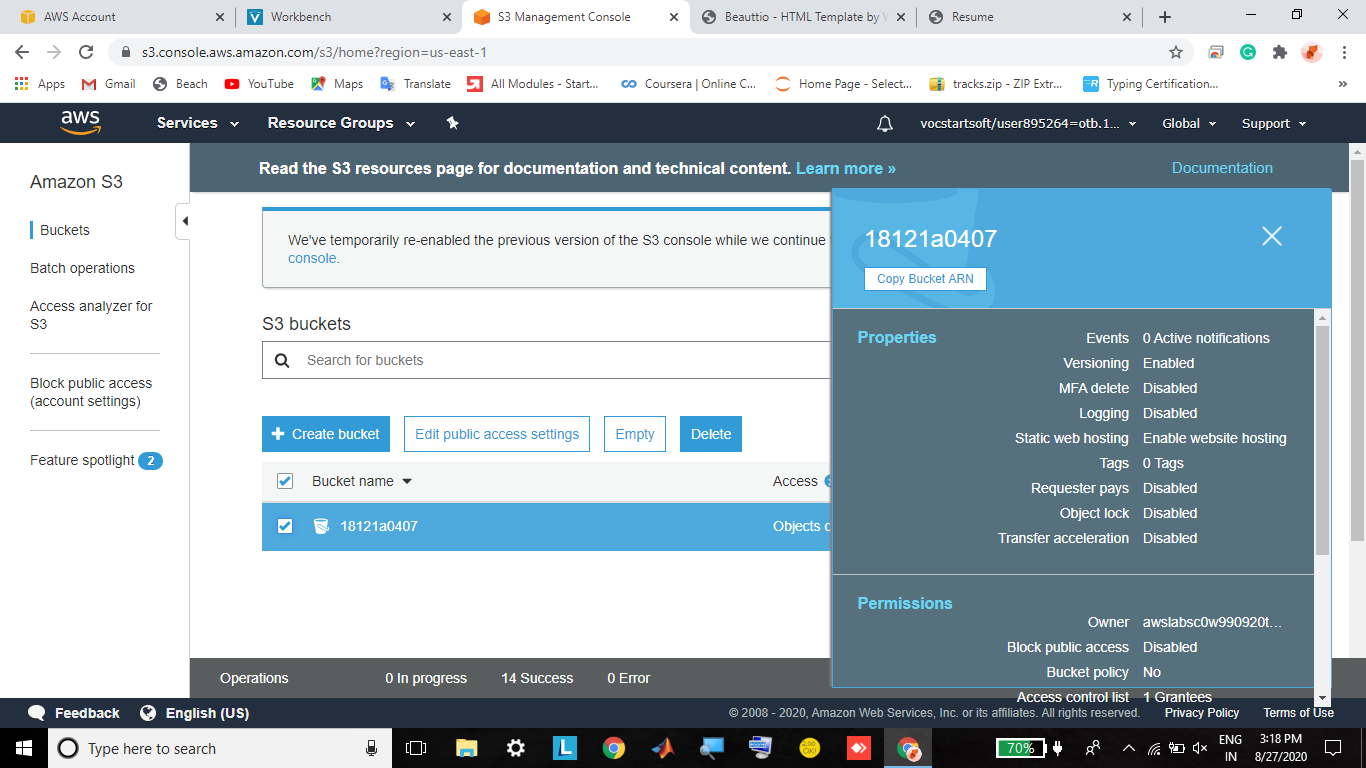 AWS Account
Workbench
S3 Management Console
Beauttio - HTML Template by W
Resume
s3.console.aws.amazon.com/s3/home?region=us-east-1
Apps
Gmail
Beach
YouTube
Maps
Translate
All Modules - Start...
Coursera | Online C...
Home Page - Select...
tracks.zip - ZIP Extr...
Typing Certification...
aws
Services
Resource Groups
vocstartsoft/user895264=otb.1...
Global
Support
Amazon S3
Buckets
Batch operations
Access analyzer for
S3
Block public access
(account settings)
Feature spotlight 2
Read the S3 resources page for documentation and technical content. Learn more »
Documentation
We've temporarily re-enabled the previous version of the S3 console while we continue
console.
S3 buckets
Search for buckets
+ Create bucket
Edit public access settings
Empty
Delete
Bucket name
Access
18121a0407
Objects
18121a0407
Copy Bucket ARN
Properties
Events 0 Active notifications
Versioning Enabled
MFA delete Disabled
Logging Disabled
Static web hosting Enable website hosting
Tags 0 Tags
Requester pays Disabled
Object lock Disabled
Transfer acceleration Disabled
Permissions
Owner awslabsc0w990920t...
Block public access Disabled
Bucket policy No
Access control list 1 Grantees
Operations
0 In progress
14 Success
0 Error
Feedback
English (US)
© 2008 - 2020, Amazon Web Services, Inc. or its affiliates. All rights reserved.
Privacy Policy
Terms of Use
Type here to search
70%
ENG
IN
3:18 PM
8/27/2020